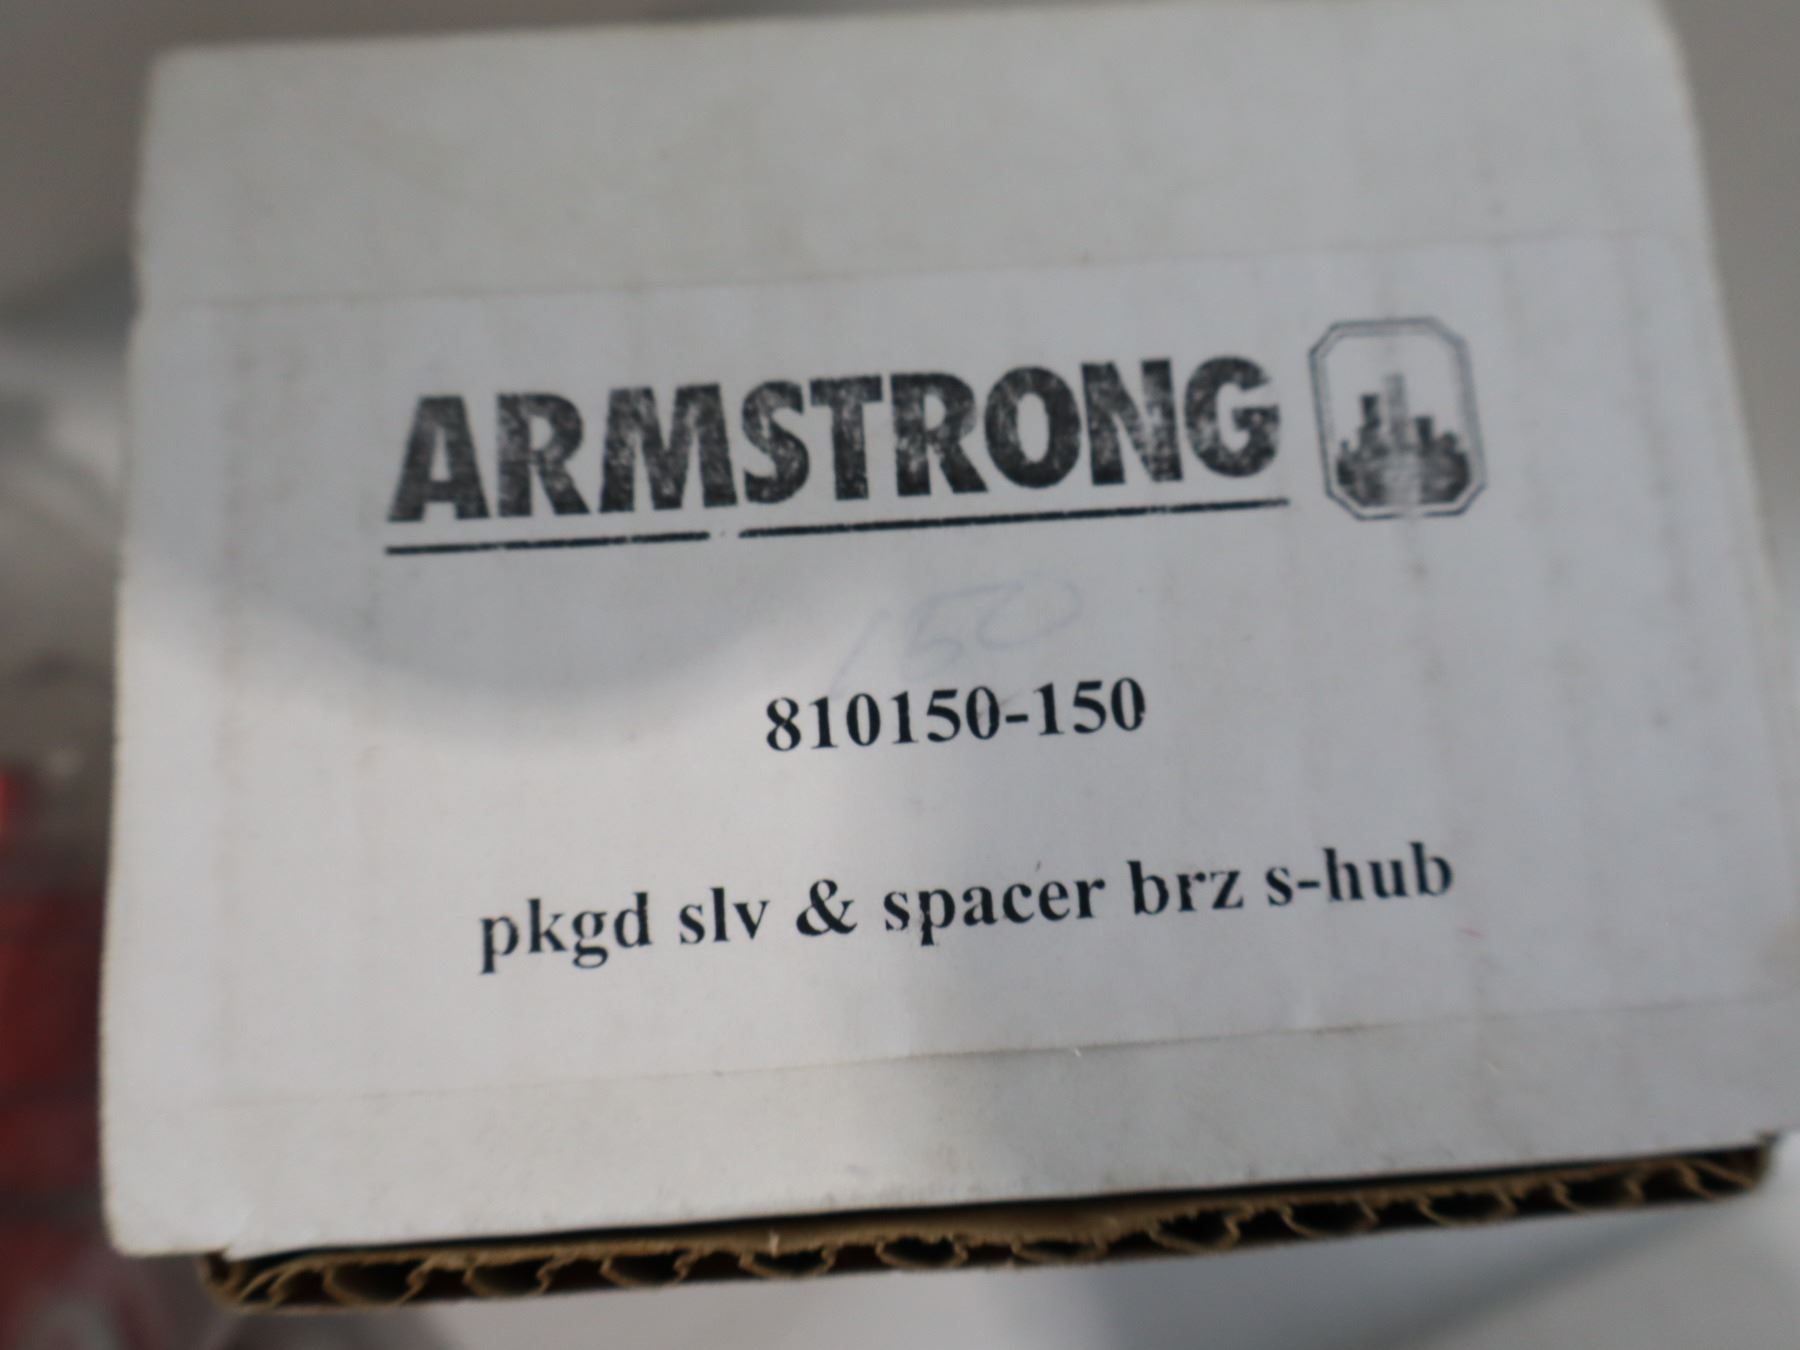 ARMSTRONG
150
810150-150
pkgd slv & spacer brz s-hub